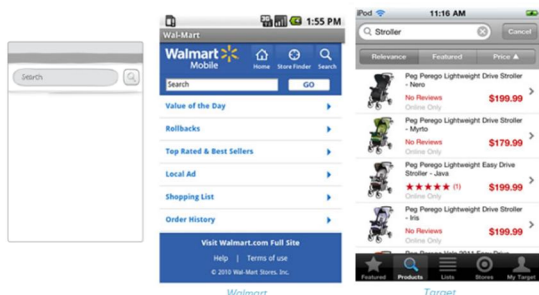 Search
3G
1:55 PM
Wal-Mart
Walmart
Mobile
Home
Store Finder
Search
Search
GO
Value of the Day
Rollbacks
Top Rated & Best Sellers
Local Ad
Shopping List
Order History
Visit Walmart.com Full Site
Help | Terms of use
© 2010 Wal-Mart Stores, Inc.
Walmart
iPod
11:16 AM
Stroller
Cancel
Relevance
Featured
Price ▲
Peg Perego Lightweight Drive Stroller
- Nero
No Reviews
$199.99
Online Only
Peg Perego Lightweight Drive Stroller
- Myrto
No Reviews
$179.99
Online Only
Peg Perego Lightweight Easy Drive
Stroller - Java
★★★★★ (1)
$199.99
Online Only
Peg Perego Lightweight Drive Stroller
- Iris
No Reviews
$199.99
Online Only
Featured
Products
Lists
Stores
My Target
Target